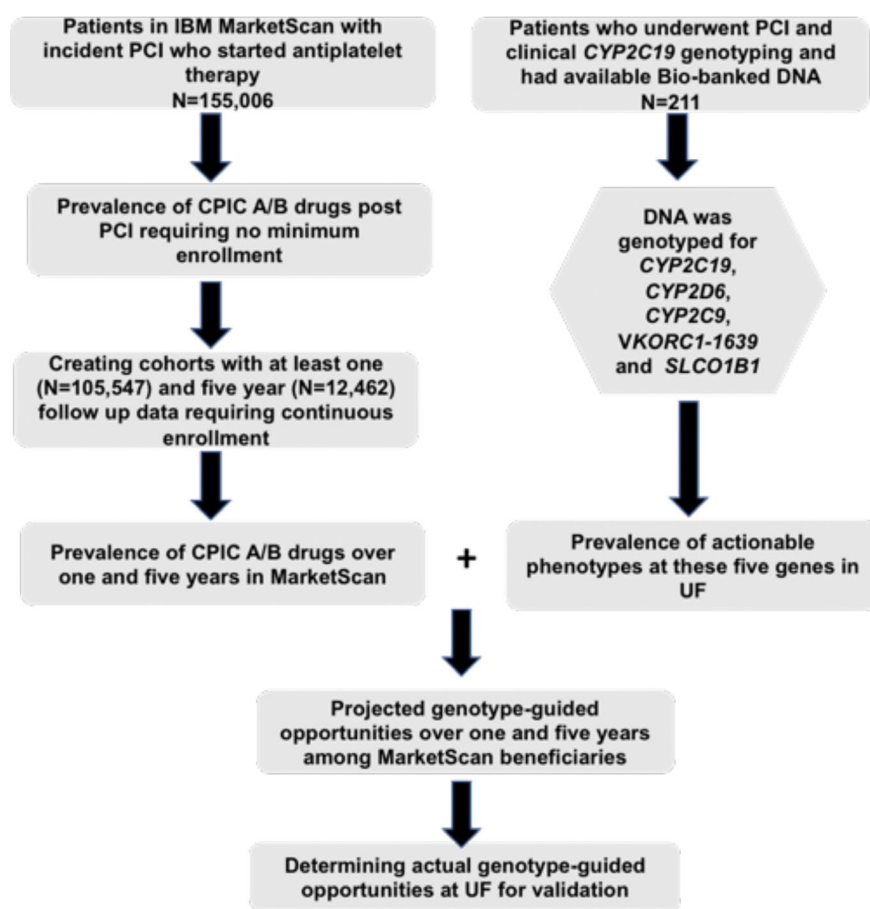 Patients in IBM MarketScan with
incident PCI who started antiplatelet
therapy
N=155,006
Patients who underwent PCI and
clinical CYP2C19 genotyping and
had available Bio-banked DNA
N=211
Prevalence of CPIC A/B drugs post
PCI requiring no minimum
enrollment
DNA was
genotyped for
CYP2C19,
CYP2D6,
CYP2C9,
VKORC1-1639
and SLCO1B1
Creating cohorts with at least one
(N=105,547) and five year (N=12,462)
follow up data requiring continuous
enrollment
Prevalence of CPIC A/B drugs over
one and five years in MarketScan
+
Prevalence of actionable
phenotypes at these five genes in
UF
Projected genotype-guided
opportunities over one and five years
among MarketScan beneficiaries
Determining actual genotype-guided
opportunities at UF for validation